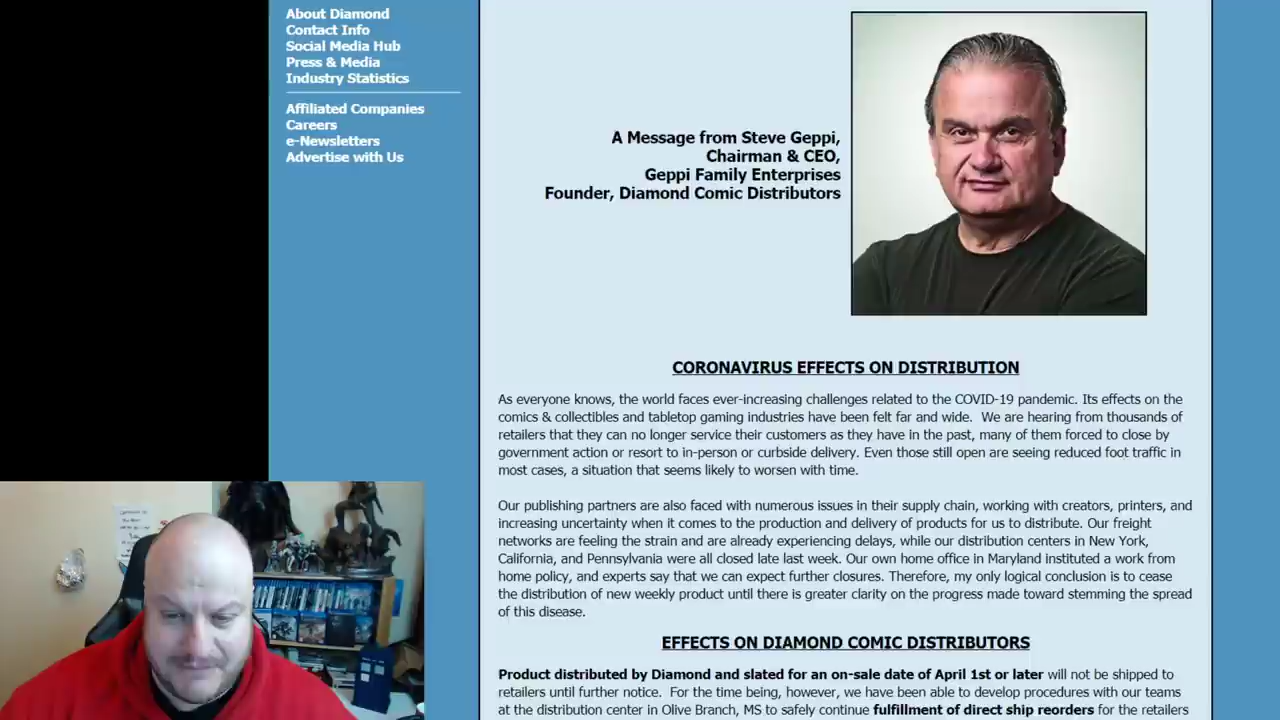 About Diamond
Contact Info
Social Media Hub
Press & Media
Industry Statistics
Affiliated Companies
Careers
e-Newsletters
Advertise with Us
A Message from Steve Geppi,
Chairman & CEO,
Geppi Family Enterprises
Founder, Diamond Comic Distributors
CORONAVIRUS EFFECTS ON DISTRIBUTION
As everyone knows, the world faces ever-increasing challenges related to the COVID-19 pandemic. Its effects on the
comics & collectibles and tabletop gaming industries have been felt far and wide.  We are hearing from thousands of
retailers that they can no longer service their customers as they have in the past, many of them forced to close by
government action or resort to in-person or curbside delivery. Even those still open are seeing reduced foot traffic in
most cases, a situation that seems likely to worsen with time.
Our publishing partners are also faced with numerous issues in their supply chain, working with creators, printers, and
increasing uncertainty when it comes to the production and delivery of products for us to distribute. Our freight
networks are feeling the strain and are already experiencing delays, while our distribution centers in New York,
California, and Pennsylvania were all closed late last week. Our own home office in Maryland instituted a work from
home policy, and experts say that we can expect further closures. Therefore, my only logical conclusion is to cease
the distribution of new weekly product until there is greater clarity on the progress made toward stemming the spread
of this disease.
EFFECTS ON DIAMOND COMIC DISTRIBUTORS
Product distributed by Diamond and slated for an on-sale date of April 1st or later will not be shipped to
retailers until further notice.  For the time being, however, we have been able to develop procedures with our teams
at the distribution center in Olive Branch, MS to safely continue fulfillment of direct ship reorders for the retailers